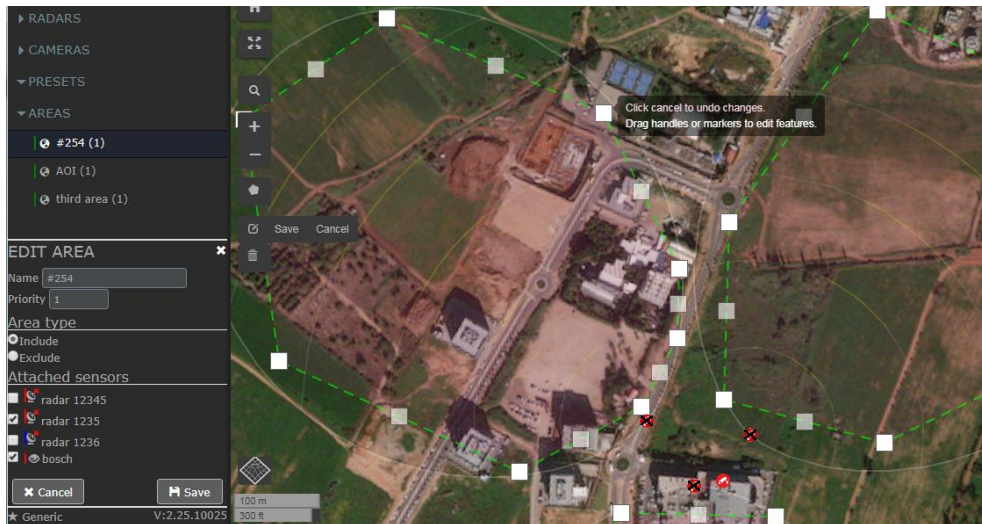 RADARS
CAMERAS
PRESETS
AREAS
#254 (1)
AOI (1)
third area (1)
EDIT AREA
Name #254
Priority 1
Area type
Include
Exclude
Attached sensors
radar 12345
radar 1235
radar 1236
bosch
Cancel Save
Generic V:2.25.10025
Click cancel to undo changes.
Drag handles or markers to edit features.
Save Cancel
100 m
300 ft